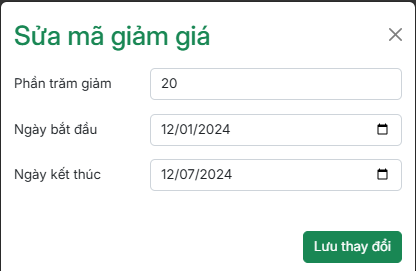 Sửa mã giảm giá
Phần trăm giảm 20
Ngày bắt đầu 12/01/2024
Ngày kết thúc 12/07/2024
Lưu thay đổi